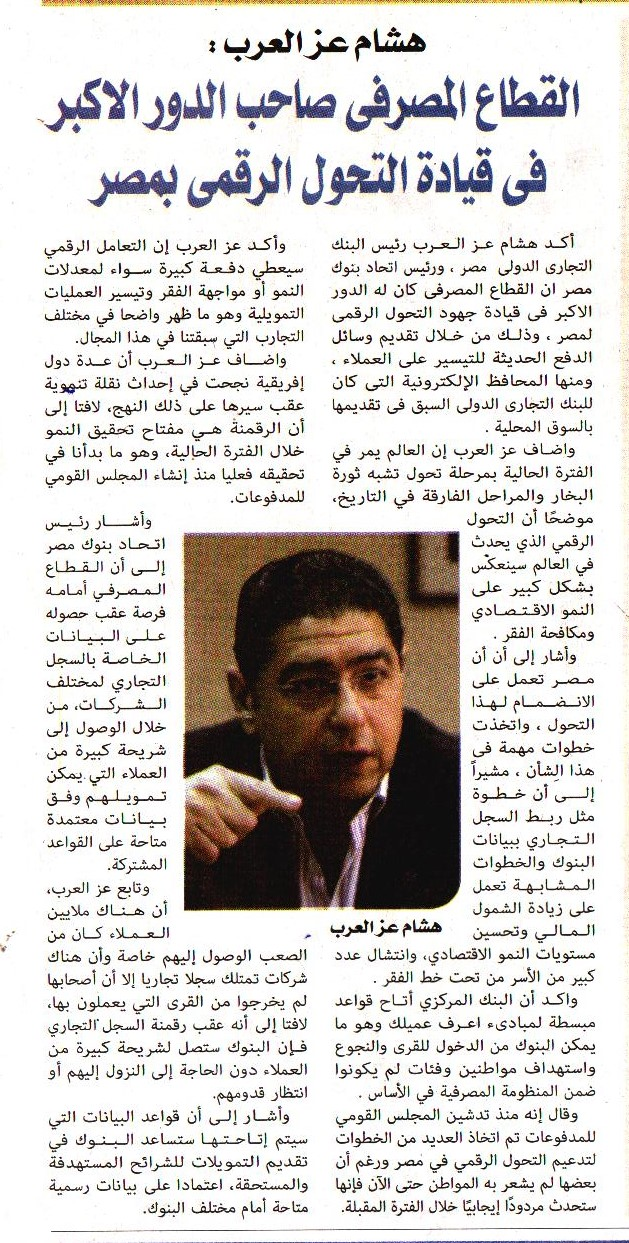 هشام عز العرب :
القطاع المصرفى صاحب الدور الاكبر
فى قيادة التحول الرقمى بمصر
أكد هشام عز العرب رئيس البنك
التجارى الدولى مصر ، ورئيس اتحاد بنوك
مصر ان القطاع المصرفى كان له الدور
الاكبر فى قيادة جهود التحول الرقمى
لمصر ، وذلك من خلال تقديم وسائل
الدفع الحديثة للتيسير على العملاء ،
ومنها المحافظ الإلكترونية التى كان
للبنك التجارى الدولى السبق فى تقديمها
بالسوق المحلية .
واضاف عز العرب إن العالم يمر في
الفترة الحالية بمرحلة تحول تشبه ثورة
البخار والمراحل الفارقة في التاريخ،
موضحًا أن التحول
الرقمي الذي يحدث
في العالم سينعكس
بشكل كبير على
النمو الاقتصادي
ومكافحة الفقر .
وأشار إلى أن أن
مصر تعمل على
الانضمام لهذا
التحول ، واتخذت
خطوات مهمة فى
هذا الشأن ، مشيراً
إلى أن خطوة
مثل ربط السجل
التجاري ببيانات
البنوك والخطوات
المشابهة تعمل
على زيادة الشمول
المالي وتحسين
مستويات النمو الاقتصادي، وانتشال عدد
كبير من الأسر من تحت خط الفقر .
واكد أن البنك المركزي أتاح قواعد
مبسطة لمبادىء اعرف عميلك وهو ما
يمكن البنوك من الدخول للقرى والنجوع
واستهداف مواطنين وفئات لم يكونوا
ضمن المنظومة المصرفية في الأساس .
وقال إنه منذ تدشين المجلس القومي
للمدفوعات تم اتخاذ العديد من الخطوات
لتدعيم التحول الرقمي في مصر ورغم أن
بعضها لم يشعر به المواطن حتى الآن فإنها
ستحدث مردودًا إيجابيًا خلال الفترة المقبلة.
وأكد عز العرب إن التعامل الرقمي
سيعطي دفعة كبيرة سواء لمعدلات
النمو أو مواجهة الفقر وتيسير العمليات
التمويلية وهو ما ظهر واضحا في مختلف
التجارب التي سبقتنا في هذا المجال.
واضاف عز العرب أن عدة دول
إفريقية نجحت في إحداث نقلة تنموية
عقب سيرها على ذلك النهج، لافتا إلى
أن الرقمنة هي مفتاح تحقيق النمو
خلال الفترة الحالية، وهو ما بدأنا في
تحقيقه فعليا منذ إنشاء المجلس القومي
للمدفوعات.
وأشار رئيس
اتحاد بنوك مصر
إلى أن القطاع
المصرفي أمامه
فرصة عقب حصوله
على البيانات
الخاصة بالسجل
التجاري لمختلف
الشركات، من
خلال الوصول إلى
شريحة كبيرة من
العملاء التي يمكن
تمويلهم وفق
بيانات معتمدة
متاحة على القواعد
المشتركة.
وتابع عز العرب،
أن هناك ملايين
العملاء كان من
الصعب الوصول إليهم خاصة وأن هناك
شركات تمتلك سجلا تجاريا إلا أن أصحابها
لم يخرجوا من القرى التي يعملون بها،
لافتا إلى أنه عقب رقمنة السجل التجاري
فإن البنوك ستصل لشريحة كبيرة من
العملاء دون الحاجة إلى النزول إليهم أو
انتظار قدومهم.
وأشار إلى أن قواعد البيانات التي
سيتم إتاحتها ستساعد البنوك في
تقديم التمويلات للشرائح المستهدفة
والمستحقة، اعتمادا على بيانات رسمية
متاحة أمام مختلف البنوك.
هشام عز العرب